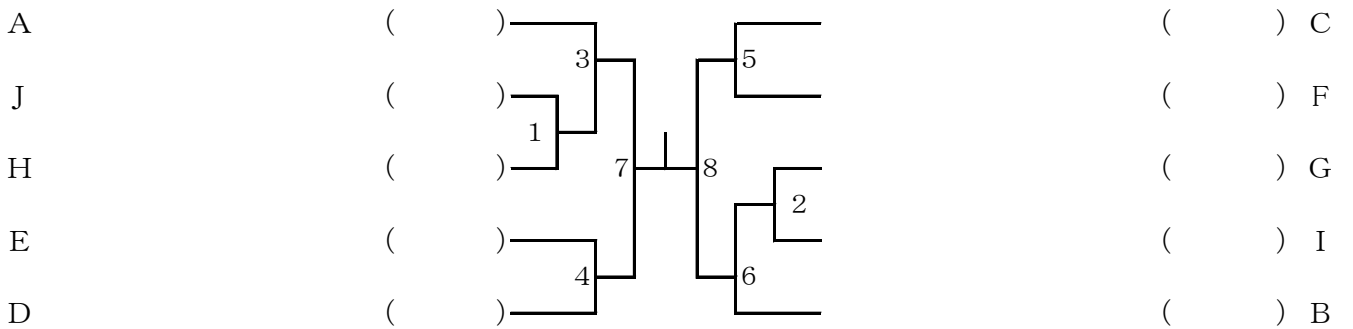 A ( ) ( ) C
3 5
J ( ) ( ) F
1
H ( ) 7 8 ( ) G
2
E ( ) ( ) I
4 6
D ( ) ( ) B